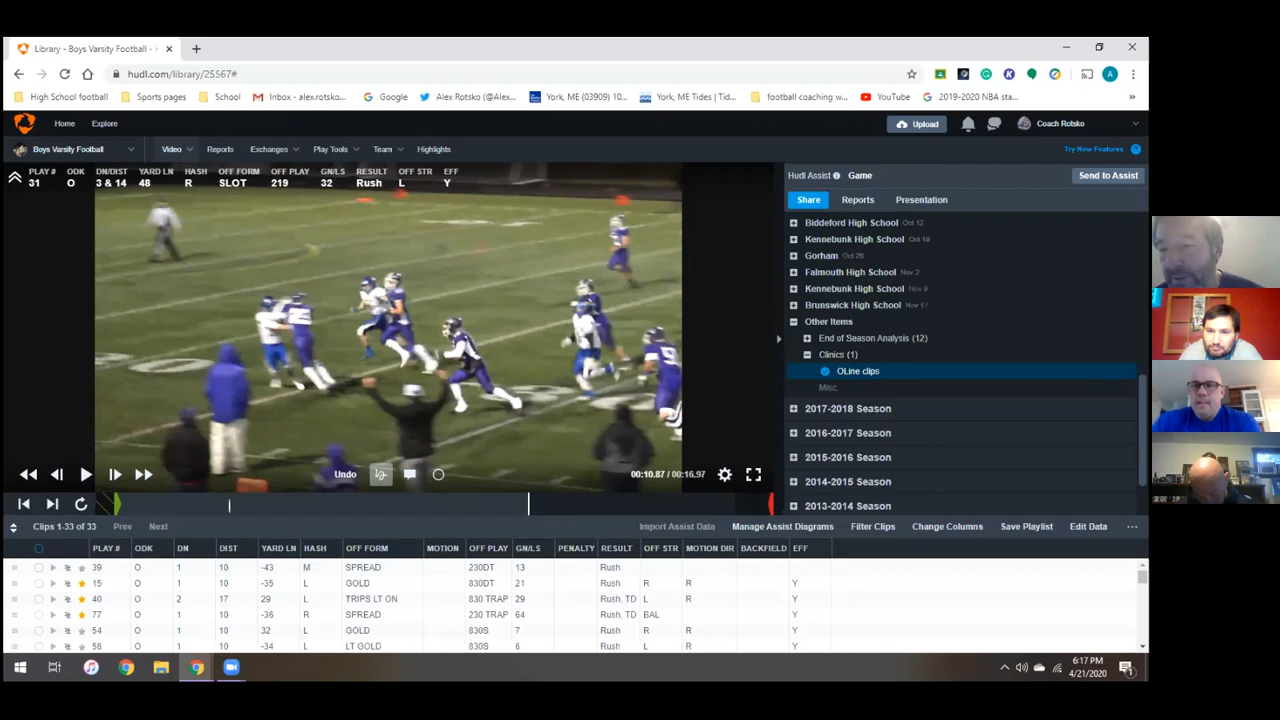 Library - Boys Varsity Football -
hudl.com/library/25567#
High School football Sports pages School Inbox - alex.rotsko... Google Twitter Alex Rotsko (@Alex... York, ME (03909) 10... York, ME Tides | Tid... football coaching w... YouTube 2019-2020 NBA sta... »
Home Explore Upload Coach Rotsko
Boys Varsity Football Video Reports Exchanges Play Tools Team Highlights Try New Features ?
PLAY # ODK DN/DIST YARD LN HASH OFF FORM OFF PLAY GN/LS RESULT OFF STR EFF
31 O 3 & 14 48 R SLOT 219 32 Rush L Y
Hudl Assist Game Send to Assist
Share Reports Presentation
Biddeford High School Oct 12
Kennebunk High School Oct 19
Gorham Oct 26
Falmouth High School Nov 2
Kennebunk High School Nov 9
Brunswick High School Nov 17
Other Items
End of Season Analysis (12)
Clinics (1)
OLine clips
Misc.
2017-2018 Season
2016-2017 Season
2015-2016 Season
2014-2015 Season
2013-2014 Season
Undo 00:10.87 / 00:16.97
Clips 1-33 of 33 Prev Next Import Assist Data Manage Assist Diagrams Filter Clips Change Columns Save Playlist Edit Data ...
PLAY # ODK DN DIST YARD LN HASH OFF FORM MOTION OFF PLAY GN/LS PENALTY RESULT OFF STR MOTION DIR BACKFIELD EFF
39 O 1 10 -43 M SPREAD 230DT 13 Rush
15 O 1 10 -35 L GOLD 830DT 21 Rush R R Y
40 O 2 17 29 L TRIPS LT ON 830 TRAP 29 Rush, TD L R Y
77 O 1 10 -36 R SPREAD 230 TRAP 64 Rush, TD BAL Y
54 O 1 10 32 L GOLD 830S 7 Rush R R Y
58 O 1 10 -34 L LT GOLD 830S 6 Rush L R Y
6:17 PM
4/21/2020